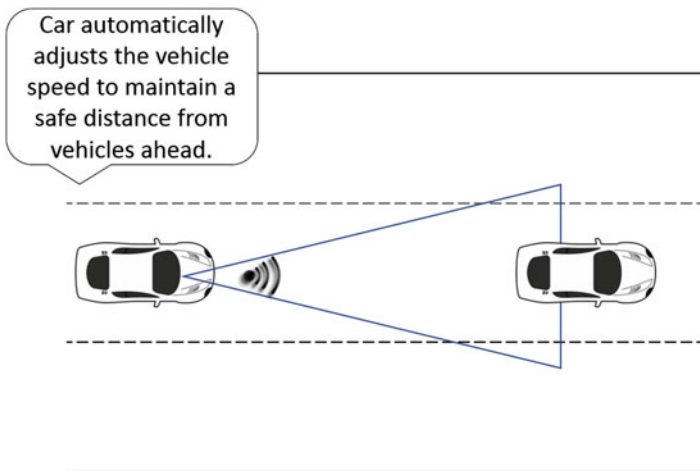 Car automatically
adjusts the vehicle
speed to maintain a
safe distance from
vehicles ahead.